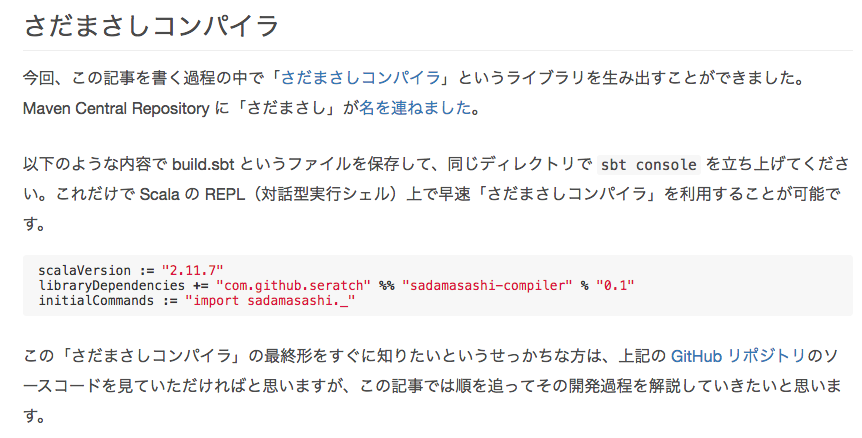 さだまさしコンパイラ
今回、この記事を書く過程の中で「さだまさしコンパイラ」というライブラリを生み出すことができました。
Maven Central Repository に「さだまさし」が名を連ねました。
以下のような内容で build.sbt というファイルを保存して、同じディレクトリで sbt console を立ち上げてくださ
い。これだけで Scala の REPL（対話型実行シェル）上で早速「さだまさしコンパイラ」を利用することが可能で
す。
scalaVersion := "2.11.7"
libraryDependencies += "com.github.seratch" %% "sadamasashi-compiler" % "0.1"
initialCommands := "import sadamasashi._"
この「さだまさしコンパイラ」の最終形をすぐに知りたいというせっかちな方は、上記の GitHub リポジトリのソ
ースコードを見ていただければと思いますが、この記事では順を追ってその開発過程を解説していきたいと思いま
す。